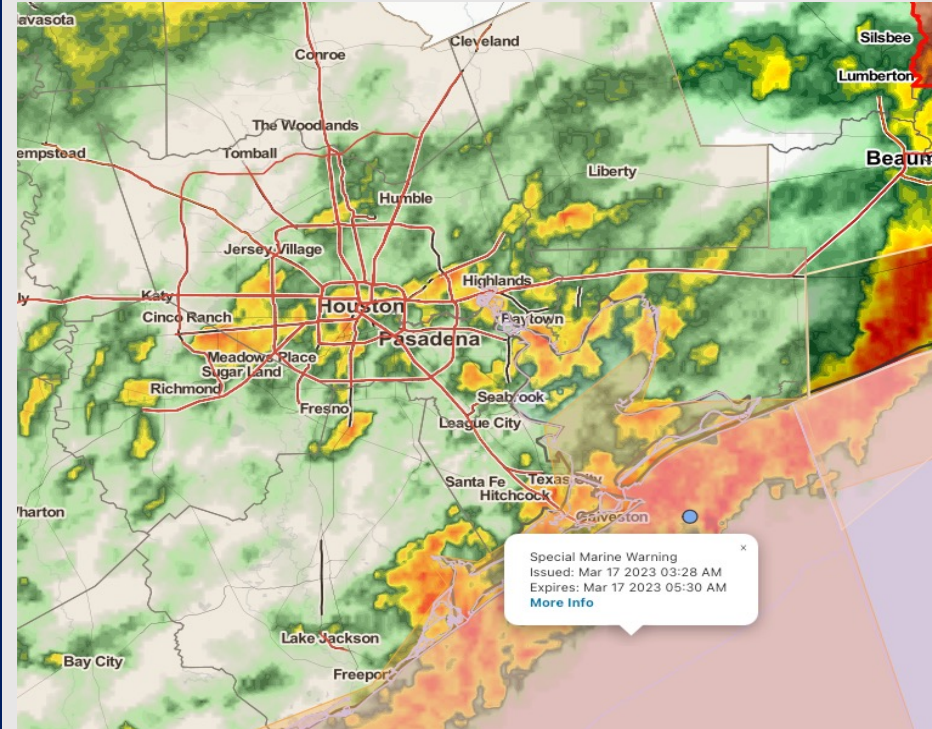 avasota
Cleveland
Conroe
Silsbee
Lumberton
The Woodlands
Tomball
empstead
Beaum
Liberty
Humble
Jersey Village
Highlands
ly
Katy
Houston
Cinco Ranch
Baytown
Pasadena
Meadows Place
Sugar Land
Richmond
Seabrook
Fresno
League City
Santa Fe
Texas City
Hitchcock
Galveston
harton
Special Marine Warning
×
Issued: Mar 17 2023 03:28 AM
Expires: Mar 17 2023 05:30 AM
More Info
Lake Jackson
Bay City
Freeport